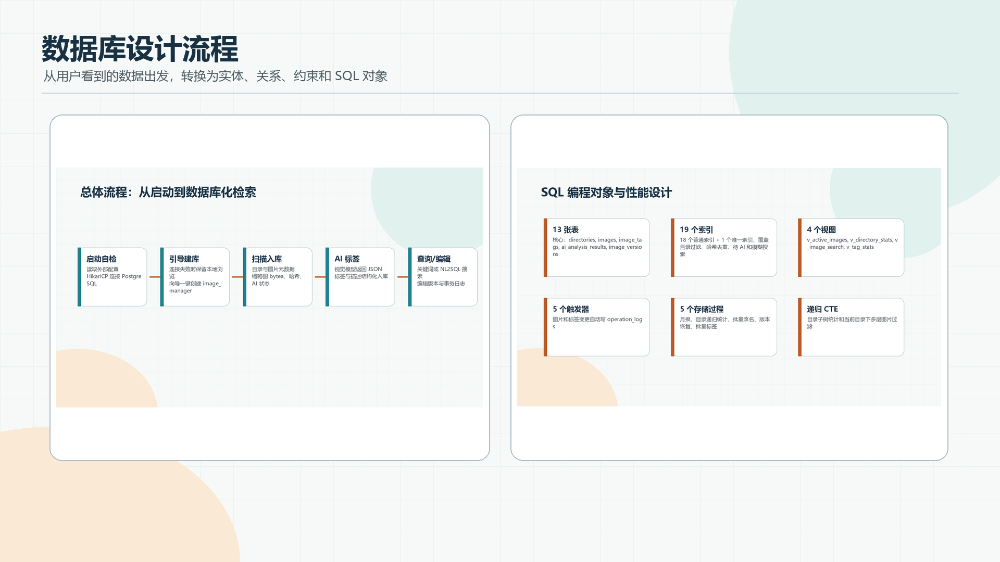 数据库设计流程
从用户看到的数据出发，转换为实体、关系、约束和 SQL 对象
总体流程：从启动到数据库化检索
启动自检
读取外部配置
HikariCP 连接 Postgre
SQL
引导建库
连接失败时保留本地浏
览
向导一键创建 image_
manager
扫描入库
目录与图片元数据
缩略图 bytea、哈希、
AI 状态
AI 标签
视觉模型返回 JSON
标签与描述结构化入库
查询/编辑
关键词或 NL2SQL 搜
索
编辑版本与事务日志
SQL 编程对象与性能设计
13 张表
核心：directories, images, image_ta
gs, ai_analysis_results, image_versio
ns
19 个索引
18 个普通索引 + 1 个唯一索引，覆盖
目录过滤、哈希去重、待 AI 和模糊搜
索
4 个视图
v_active_images, v_directory_stats, v
_image_search, v_tag_stats
5 个触发器
图片和标签变更自动写 operation_log
s
5 个存储过程
月报、目录递归统计、批量改名、版本
恢复、批量标签
递归 CTE
目录子树统计和当前目录下多层图片过
滤